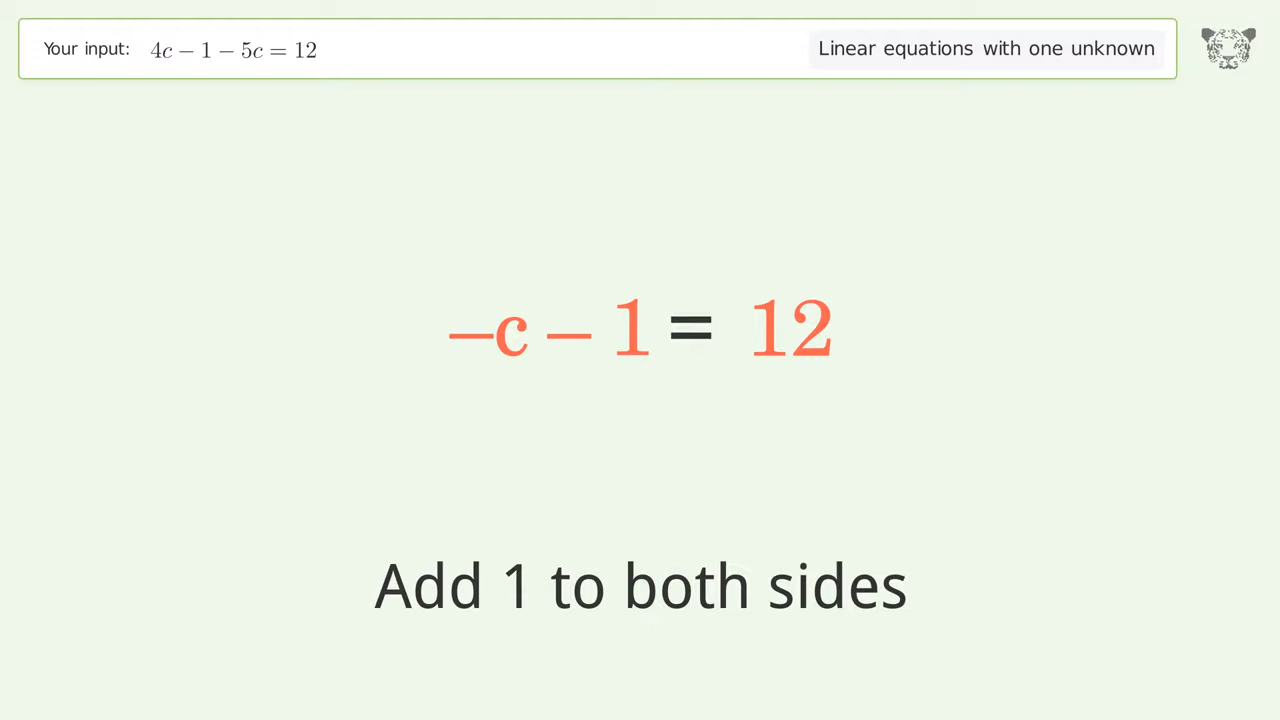 Your input: 4c − 1 − 5c = 12
Linear equations with one unknown
−c − 1 = 12
Add 1 to both sides